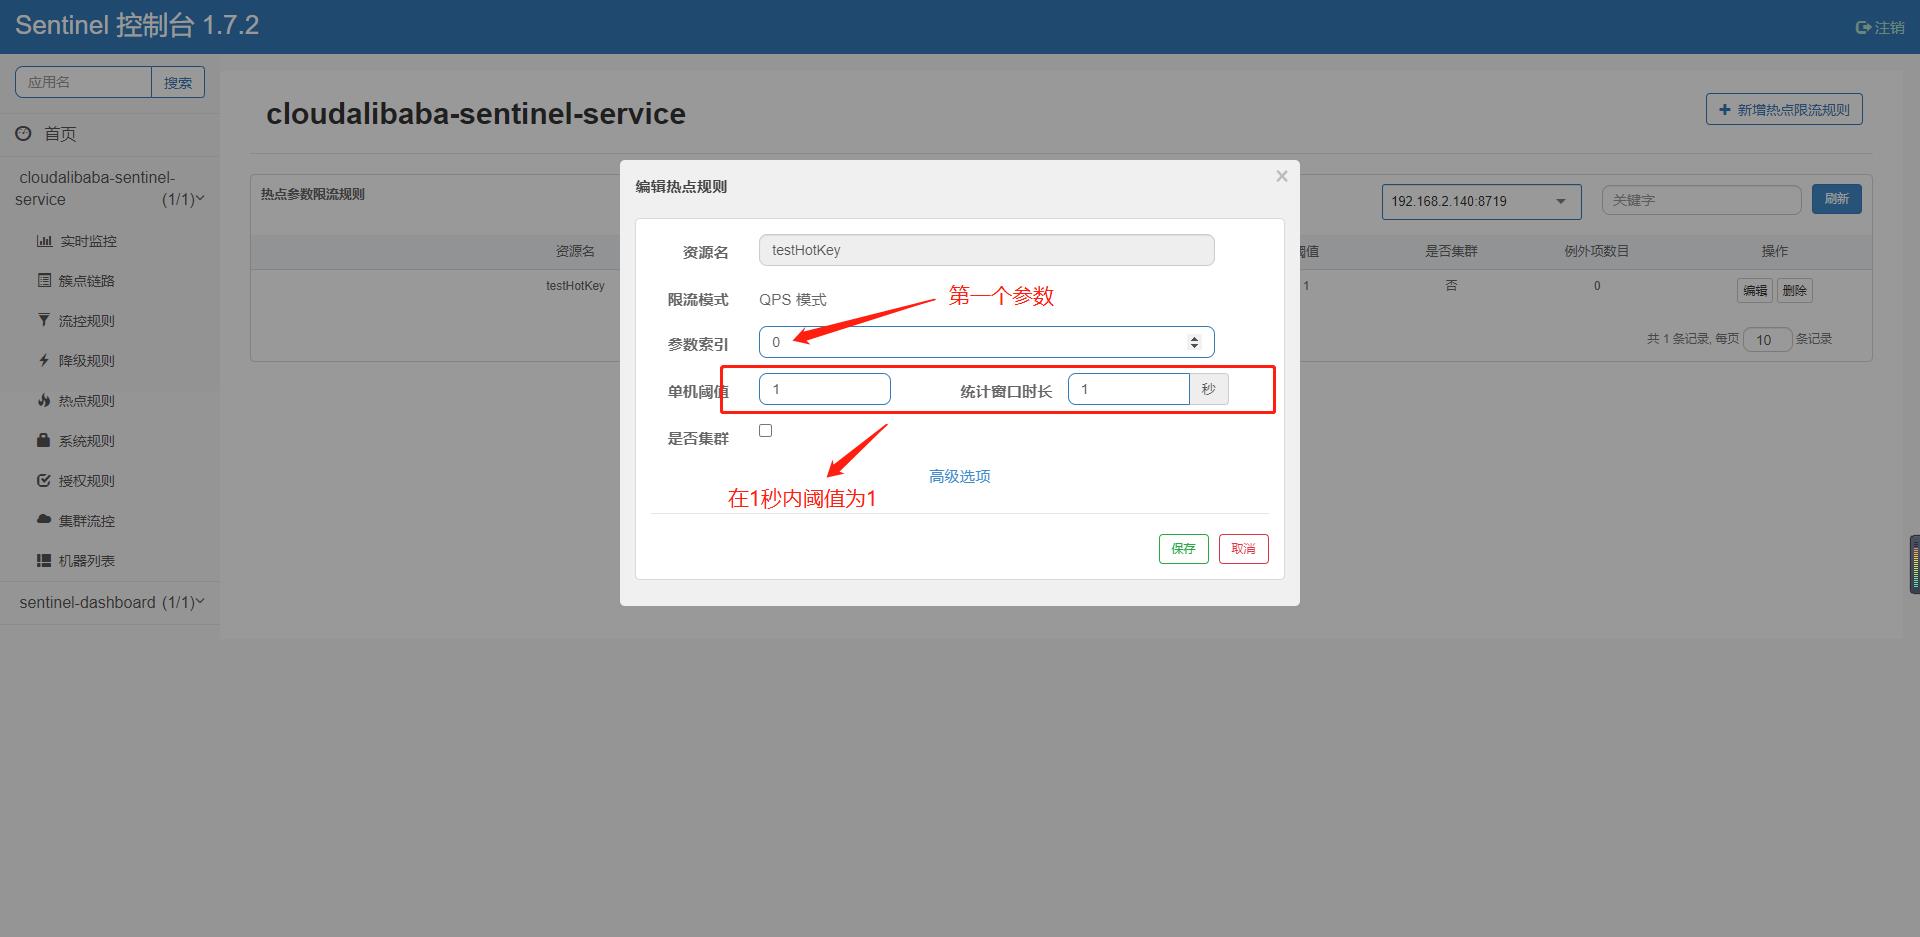 Sentinel 控制台 1.7.2
注销
应用名 搜索
首页
cloudalibaba-sentinel-
service (1/1)
实时监控
簇点链路
流控规则
降级规则
热点规则
系统规则
授权规则
集群流控
机器列表
sentinel-dashboard (1/1)
cloudalibaba-sentinel-service
新增热点限流规则
热点参数限流规则
192.168.2.140:8719 关键字 刷新
资源名 阈值 是否集群 例外项数目 操作
testHotKey 1 否 0 编辑 删除
共 1 条记录, 每页 10 条记录
编辑热点规则 ×
资源名 testHotKey
限流模式 QPS 模式
第一个参数
参数索引 0
单机阈值 1 统计窗口时长 1 秒
是否集群
高级选项
在1秒内阈值为1
保存 取消